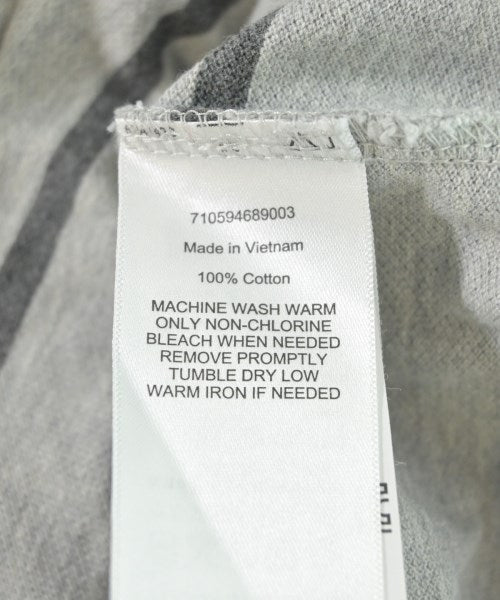 710594689003
Made in Vietnam
100% Cotton
MACHINE WASH WARM
ONLY NON-CHLORINE
BLEACH WHEN NEEDED
REMOVE PROMPTLY
TUMBLE DRY LOW
WARM IRON IF NEEDED